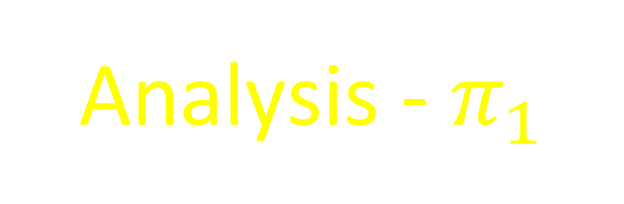 Analysis - 𝜋₁